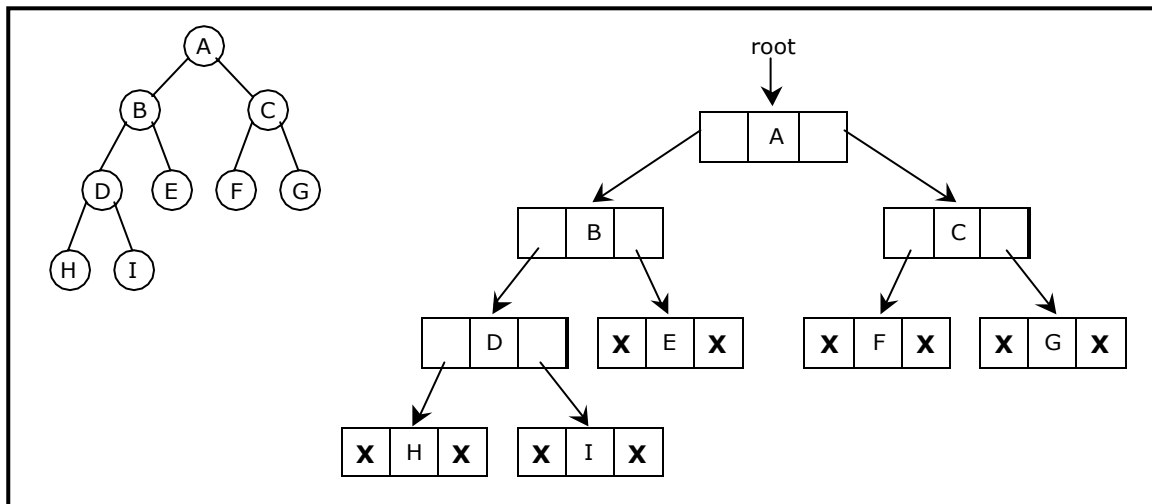 A
B C
D E F G
H I
root
A
B C
D X E X X F X X G X
X H X X I X